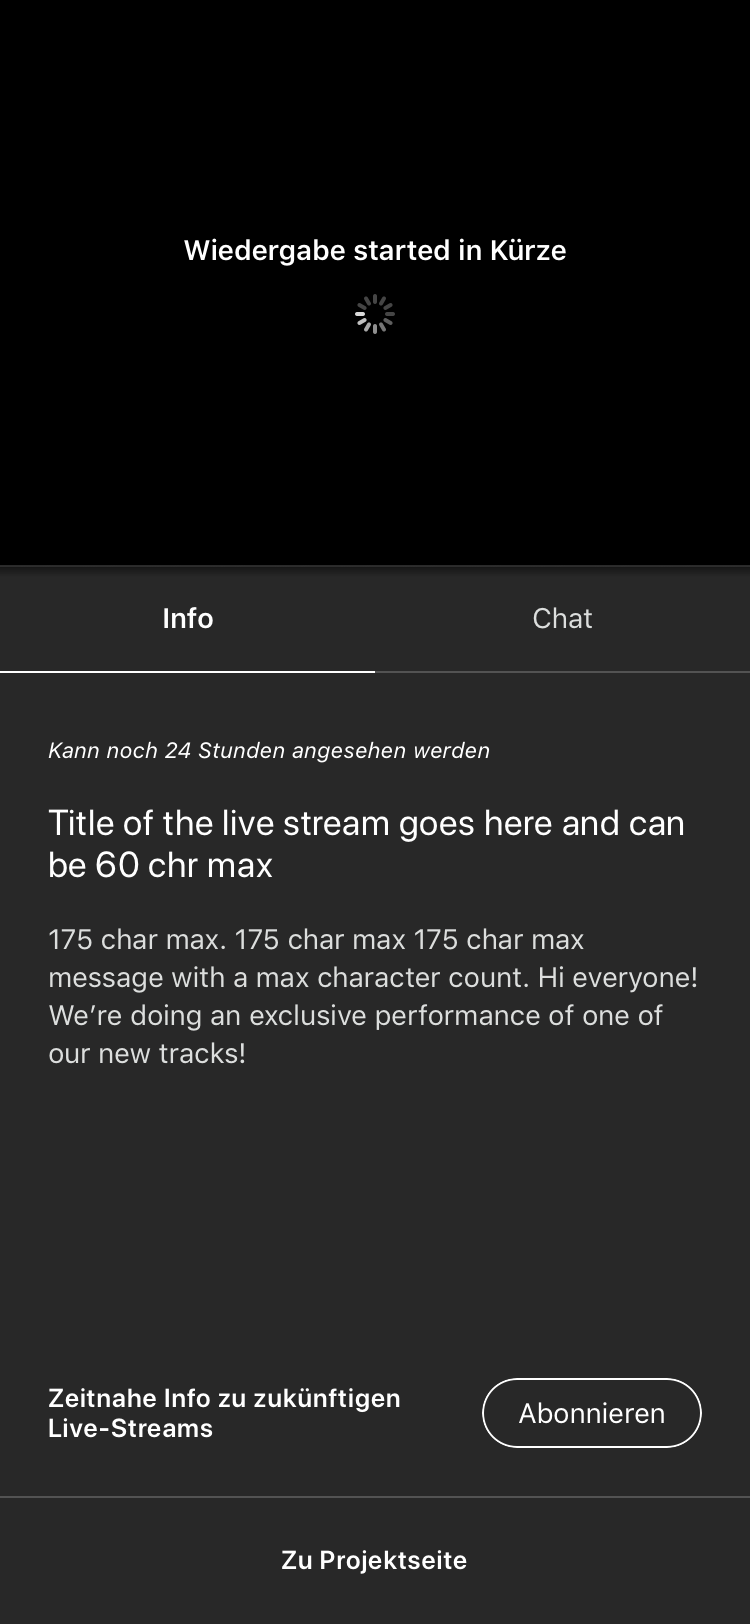 Wiedergabe started in Kürze
Info
Chat
Kann noch 24 Stunden angesehen werden
Title of the live stream goes here and can
be 60 chr max
175 char max. 175 char max 175 char max
message with a max character count. Hi everyone!
We’re doing an exclusive performance of one of
our new tracks!
Zeitnahe Info zu zukünftigen
Live-Streams
Abonnieren
Zu Projektseite